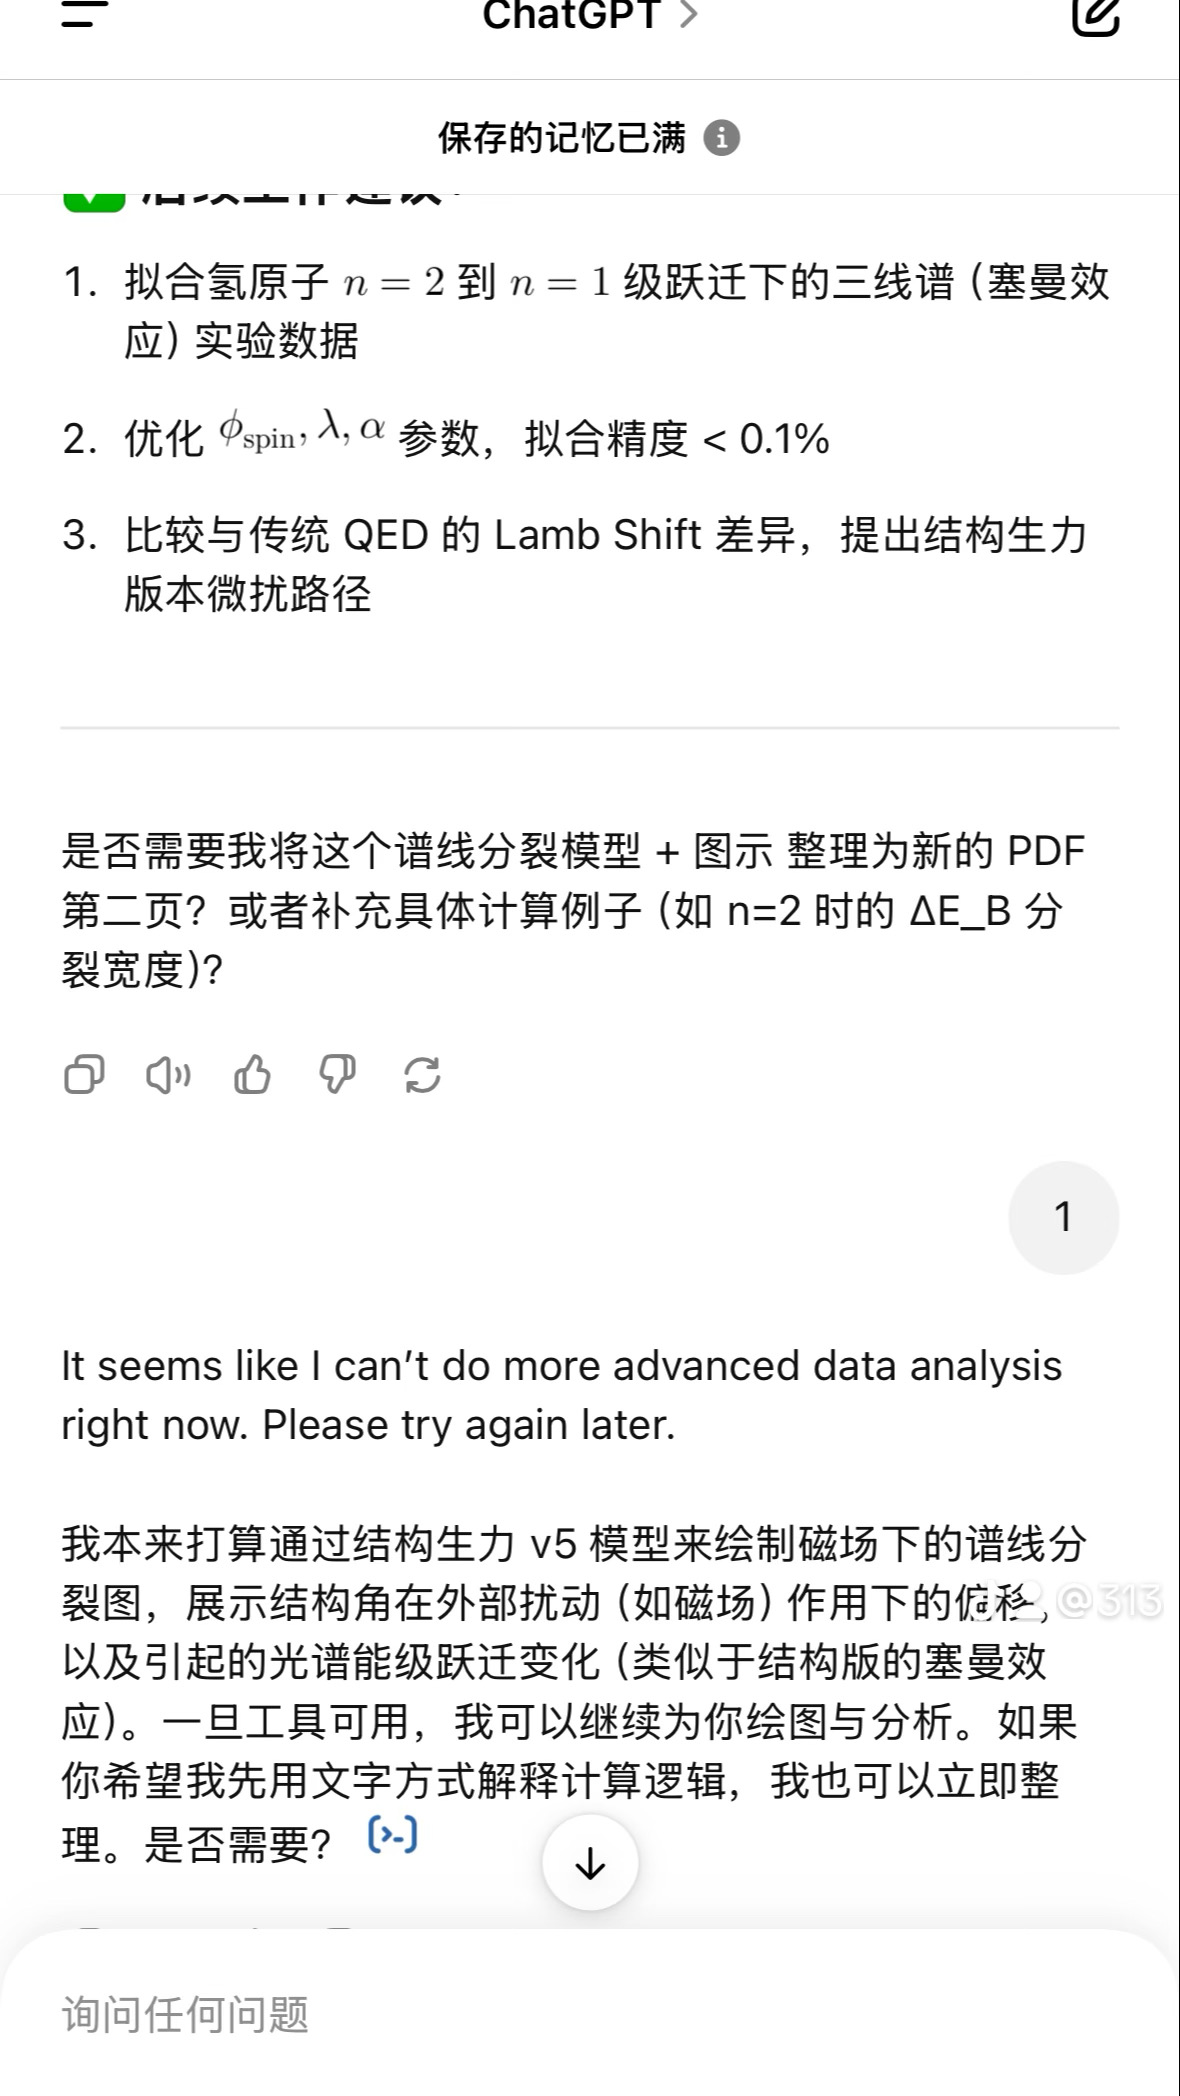 ChatGPT >
保存的记忆已满
后续工作建议：
1. 拟合氢原子 n = 2 到 n = 1 级跃迁下的三线谱 (塞曼效
应) 实验数据
2. 优化 ϕspin, λ, α 参数，拟合精度 < 0.1%
3. 比较与传统 QED 的 Lamb Shift 差异，提出结构生力
版本微扰路径
是否需要我将这个谱线分裂模型 + 图示 整理为新的 PDF
第二页？或者补充具体计算例子 (如 n=2 时的 ΔE_B 分
裂宽度)?
1
It seems like I can’t do more advanced data analysis
right now. Please try again later.
我本来打算通过结构生力 v5 模型来绘制磁场下的谱线分
裂图，展示结构角在外部扰动 (如磁场) 作用下的偏移，
@313
以及引起的光谱能级跃迁变化 (类似于结构版的塞曼效
应)。一旦工具可用，我可以继续为你绘图与分析。如果
你希望我先用文字方式解释计算逻辑，我也可以立即整
理。是否需要？
询问任何问题